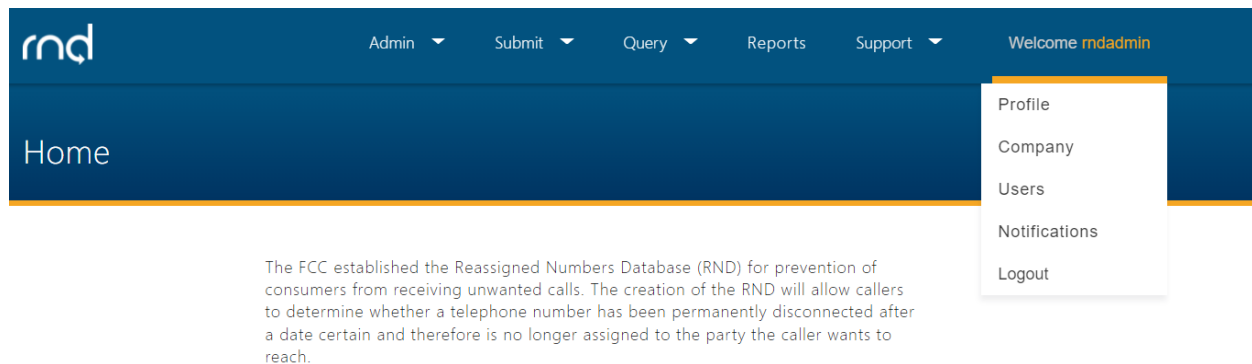 rnd
Admin Submit Query Reports Support Welcome rndadmin
Home
Profile
Company
Users
Notifications
Logout
The FCC established the Reassigned Numbers Database (RND) for prevention of
consumers from receiving unwanted calls. The creation of the RND will allow callers
to determine whether a telephone number has been permanently disconnected after
a date certain and therefore is no longer assigned to the party the caller wants to
reach.